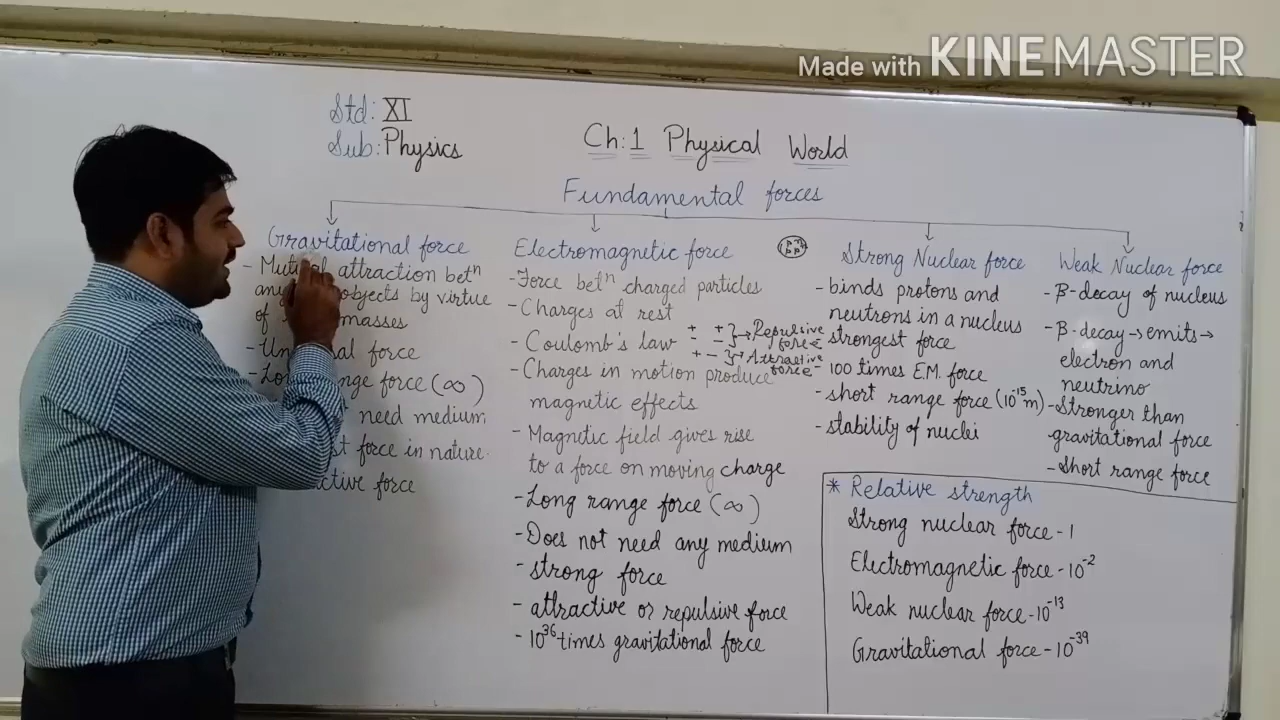 Made with KINEMASTER
Std: XI
Sub: Physics
Ch:1 Physical World
Fundamental forces
Gravitational force
- Mutual attraction betⁿ
any objects by virtue
of masses
- force
- range force (∞)
need medium
force in nature.
force
Electromagnetic force
- Force betⁿ charged particles
- Charges at rest
- Coulomb's law
+ +
- - } → Repulsive force
+ - } → Attractive force
- Charges in motion produce
magnetic effects
- Magnetic field gives rise
to a force on moving charge
- Long range force (∞)
- Does not need any medium
- strong force
- attractive or repulsive force
- 10³⁶ times gravitational force
Strong Nuclear force
- binds protons and
neutrons in a nucleus
- strongest force
- 100 times E.M. force
- short range force (10⁻¹⁵m)
- stability of nuclei
Weak Nuclear force
- β-decay of nucleus
- β-decay → emits →
electron and
neutrino
- Stronger than
gravitational force
- Short range force
* Relative strength
Strong nuclear force - 1
Electromagnetic force - 10⁻²
Weak nuclear force - 10⁻¹³
Gravitational force - 10⁻³⁹